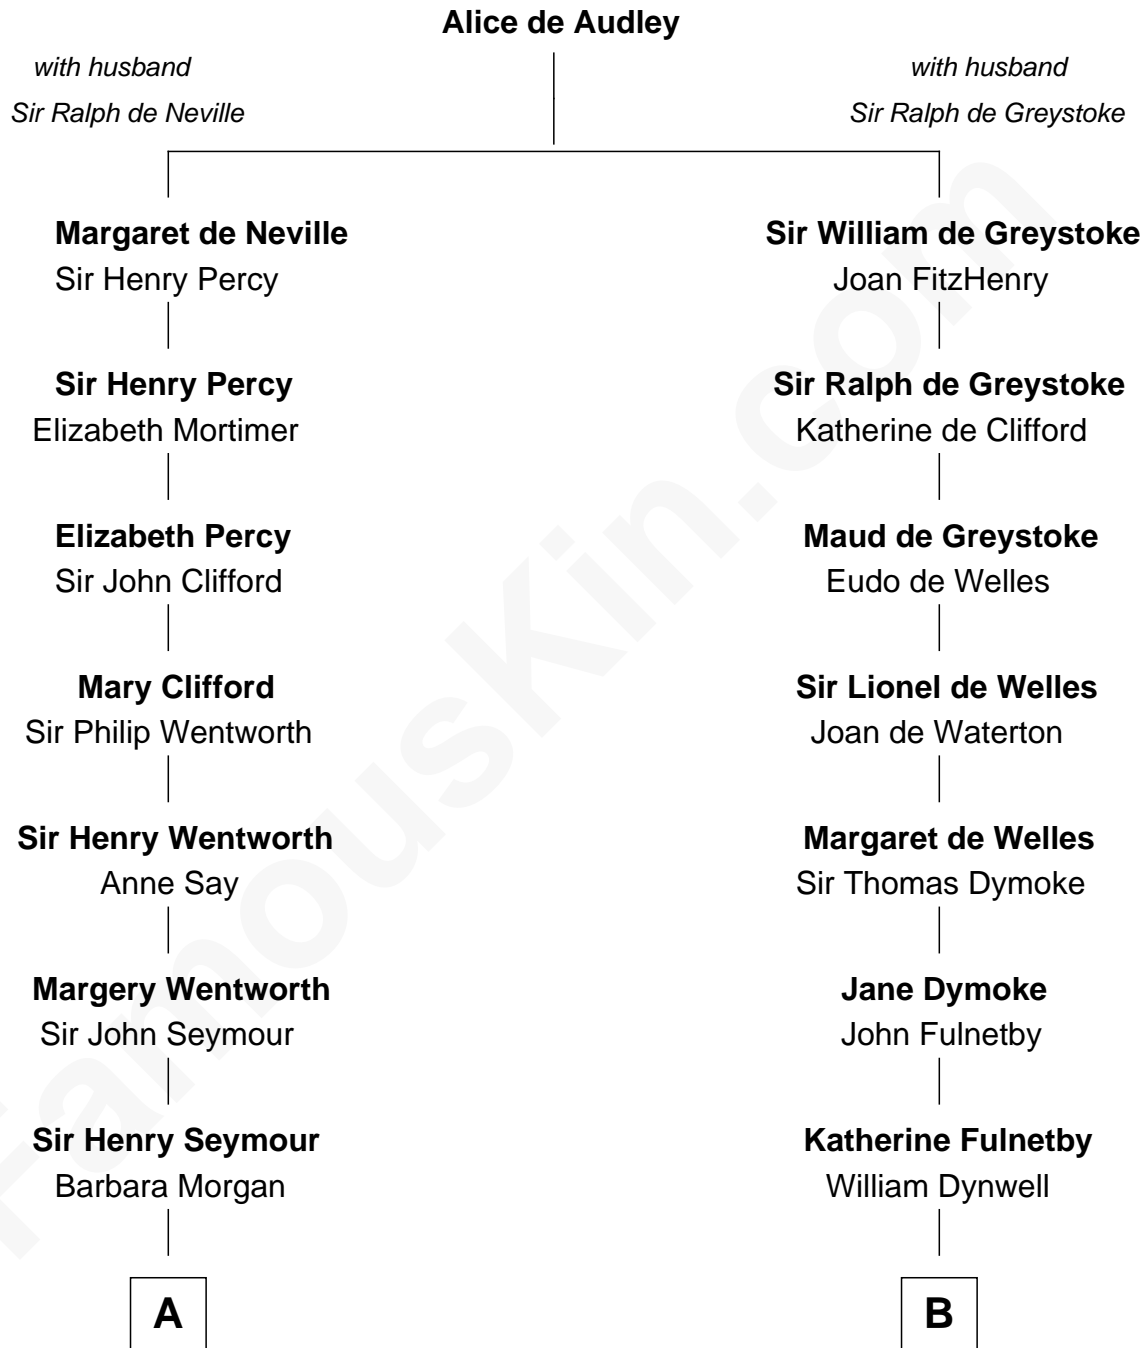 Alice de Audley
with husband
Sir Ralph de Neville
with husband
Sir Ralph de Greystoke
Margaret de Neville
Sir Henry Percy
Sir William de Greystoke
Joan FitzHenry
Sir Henry Percy
Elizabeth Mortimer
Sir Ralph de Greystoke
Katherine de Clifford
Elizabeth Percy
Sir John Clifford
Maud de Greystoke
Eudo de Welles
Mary Clifford
Sir Philip Wentworth
Sir Lionel de Welles
Joan de Waterton
Sir Henry Wentworth
Anne Say
Margaret de Welles
Sir Thomas Dymoke
Margery Wentworth
Sir John Seymour
Jane Dymoke
John Fulnetby
Sir Henry Seymour
Barbara Morgan
Katherine Fulnetby
William Dynwell
A
B
FamousKin.com